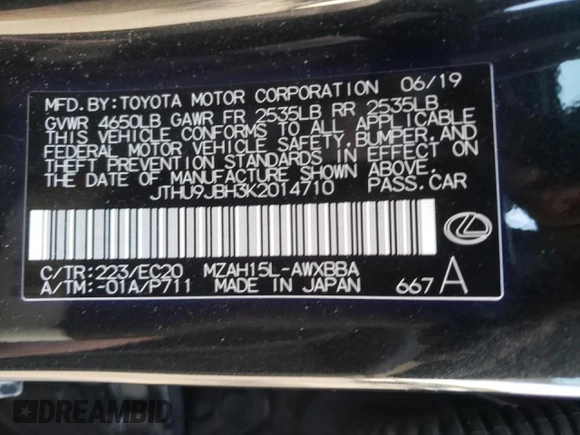 MFD.BY:TOYOTA MOTOR CORPORATION 06/19
GVWR 4650LB GAWR FR 2535LB RR 2535LB
THIS VEHICLE CONFORMS TO ALL APPLICABLE
FEDERAL MOTOR VEHICLE SAFETY,BUMPER,AND
THEFT PREVENTION STANDARDS IN EFFECT ON
THE DATE OF MANUFACTURE SHOWN ABOVE.
JTHU9JBH3K2014710 PASS.CAR
C/TR:223/EC20 MZAH15L-AWXBBA
A/TM:-01A/P711 MADE IN JAPAN 667 A
DREAMBID